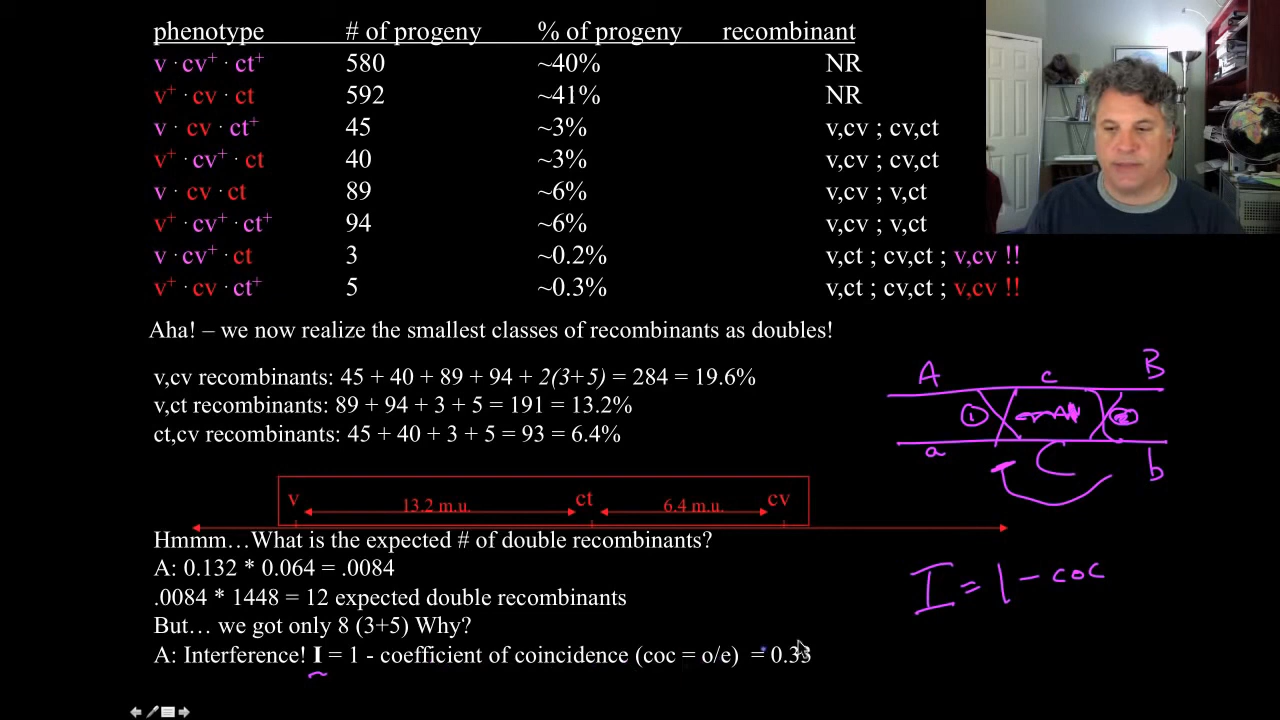 phenotype # of progeny % of progeny recombinant
v · cv⁺ · ct⁺ 580 ~40% NR
v⁺ · cv · ct 592 ~41% NR
v · cv · ct⁺ 45 ~3% v,cv ; cv,ct
v⁺ · cv⁺ · ct 40 ~3% v,cv ; cv,ct
v · cv · ct 89 ~6% v,cv ; v,ct
v⁺ · cv⁺ · ct⁺ 94 ~6% v,cv ; v,ct
v · cv⁺ · ct 3 ~0.2% v,ct ; cv,ct ; v,cv !!
v⁺ · cv · ct⁺ 5 ~0.3% v,ct ; cv,ct ; v,cv !!
Aha! – we now realize the smallest classes of recombinants as doubles!
v,cv recombinants: 45 + 40 + 89 + 94 + 2(3+5) = 284 = 19.6%
v,ct recombinants: 89 + 94 + 3 + 5 = 191 = 13.2%
ct,cv recombinants: 45 + 40 + 3 + 5 = 93 = 6.4%
A c B
1
a C b
v ct cv
13.2 m.u. 6.4 m.u.
Hmmm…What is the expected # of double recombinants?
A: 0.132 * 0.064 = .0084
.0084 * 1448 = 12 expected double recombinants
But… we got only 8 (3+5) Why?
A: Interference! I = 1 - coefficient of coincidence (coc = o/e) = 0.33
I = 1 - coc